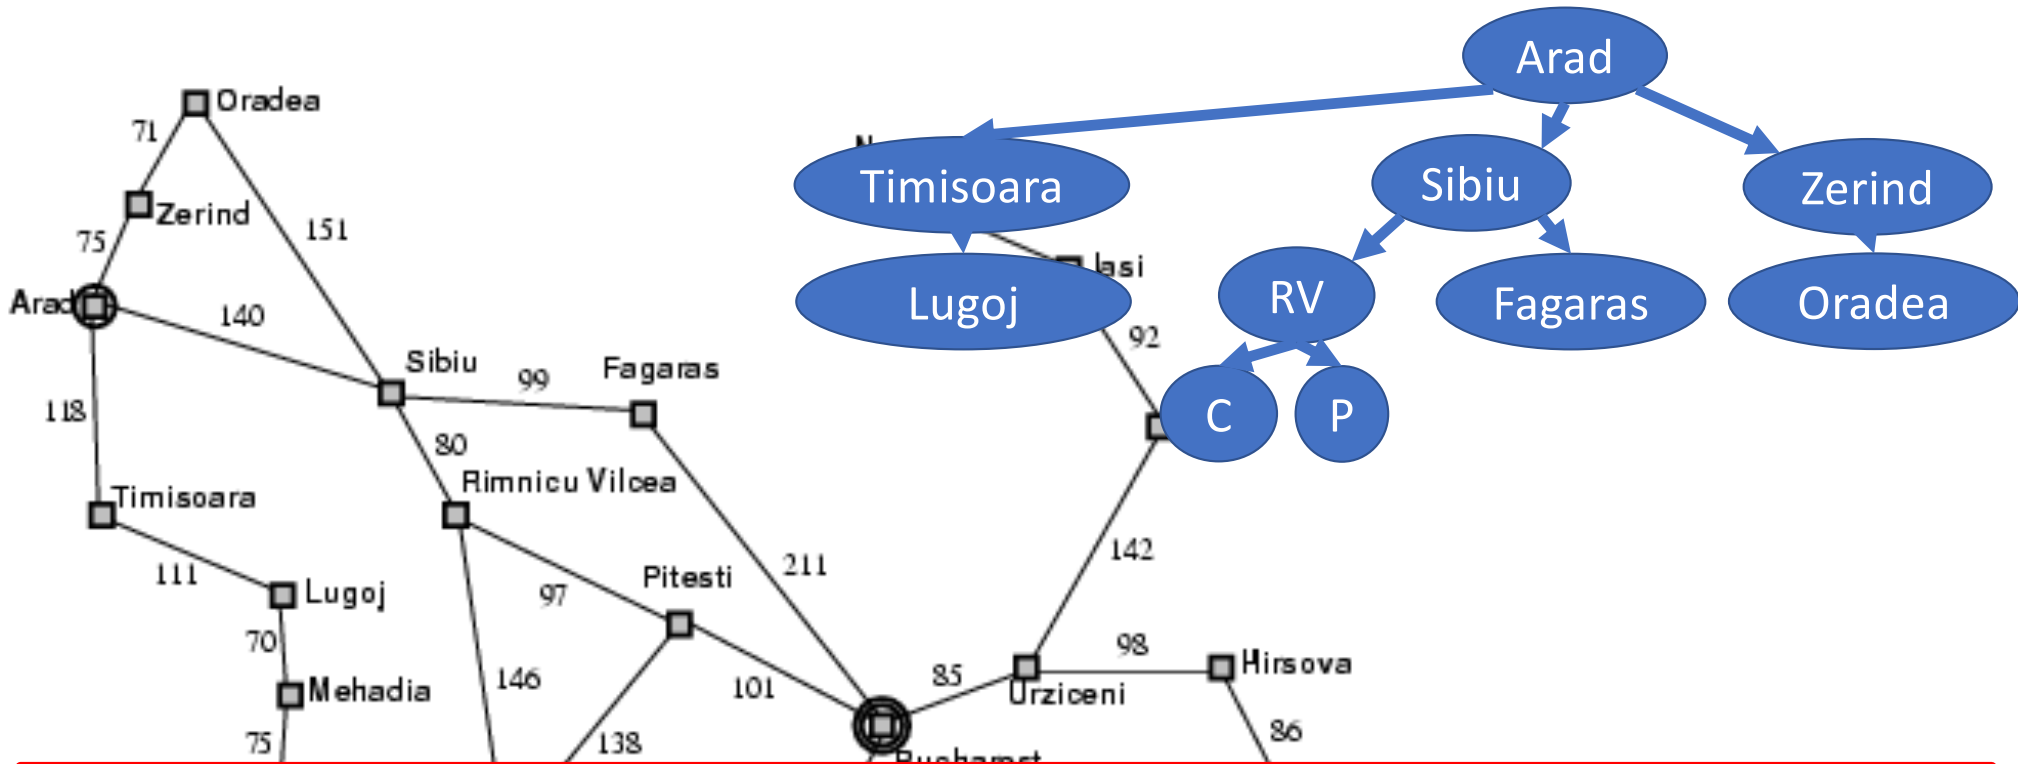 Arad
Oradea
71
Timisoara
Sibiu
Zerind
Zerind
151
75
Iasi
Lugoj
RV
Fagaras
Oradea
Arad
140
92
Sibiu
99
Fagaras
118
C
P
80
Rimnicu Vilcea
Timisoara
142
211
111
Pitesti
Lugoj
97
70
98
Hirsova
Mehadia
146
101
85
Urziceni
75
138
86